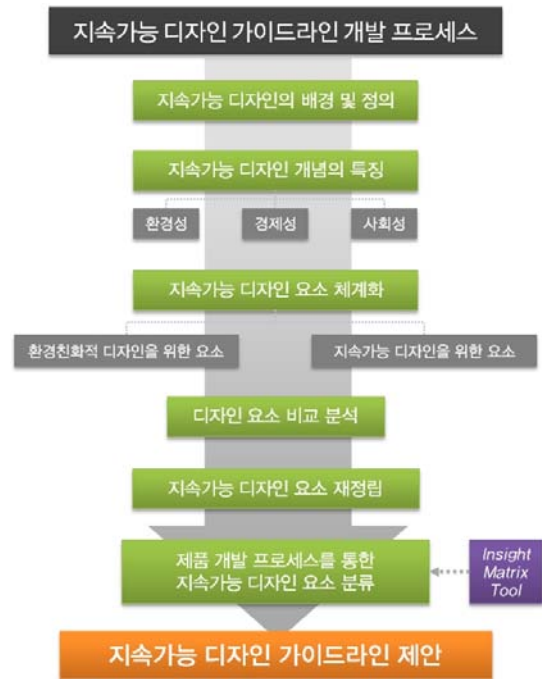 지속가능 디자인 가이드라인 개발 프로세스
지속가능 디자인의 배경 및 정의
지속가능 디자인 개념의 특징
환경성
경제성
사회성
지속가능 디자인 요소 체계화
환경친화적 디자인을 위한 요소
지속가능 디자인을 위한 요소
디자인 요소 비교 분석
지속가능 디자인 요소 재정립
제품 개발 프로세스를 통한
지속가능 디자인 요소 분류
Insight
Matrix
Tool
지속가능 디자인 가이드라인 제안